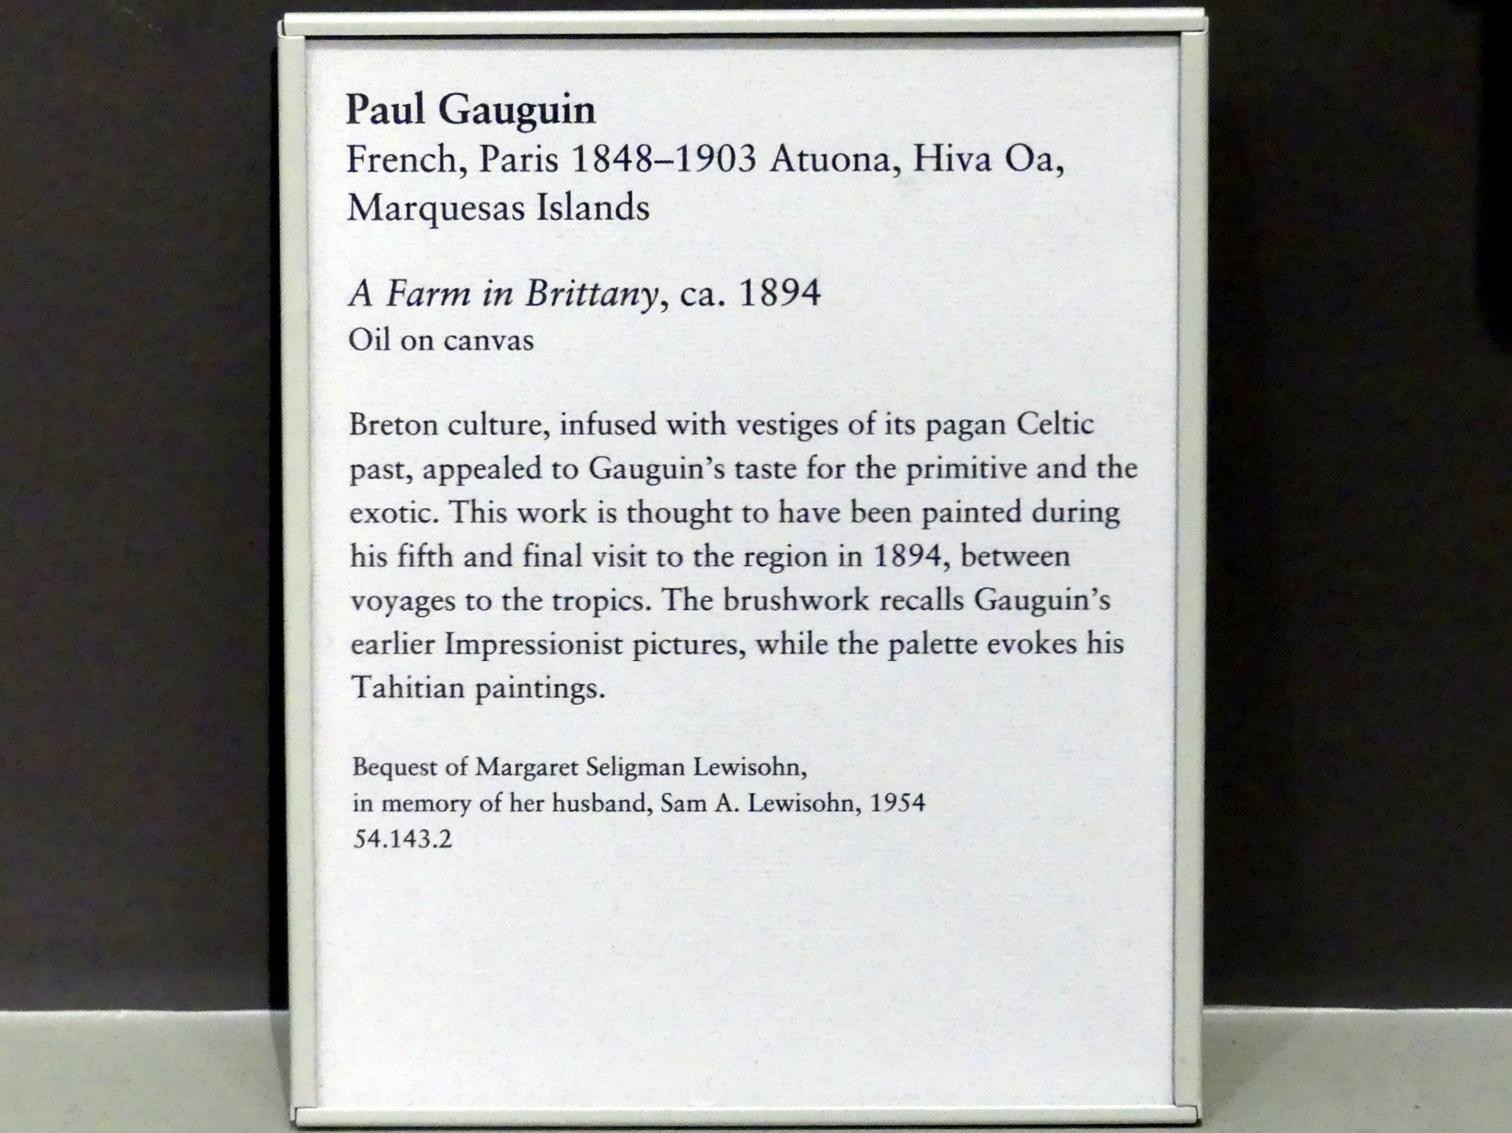 Paul Gauguin
French, Paris 1848–1903 Atuona, Hiva Oa,
Marquesas Islands
A Farm in Brittany, ca. 1894
Oil on canvas
Breton culture, infused with vestiges of its pagan Celtic
past, appealed to Gauguin’s taste for the primitive and the
exotic. This work is thought to have been painted during
his fifth and final visit to the region in 1894, between
voyages to the tropics. The brushwork recalls Gauguin’s
earlier Impressionist pictures, while the palette evokes his
Tahitian paintings.
Bequest of Margaret Seligman Lewisohn,
in memory of her husband, Sam A. Lewisohn, 1954
54.143.2